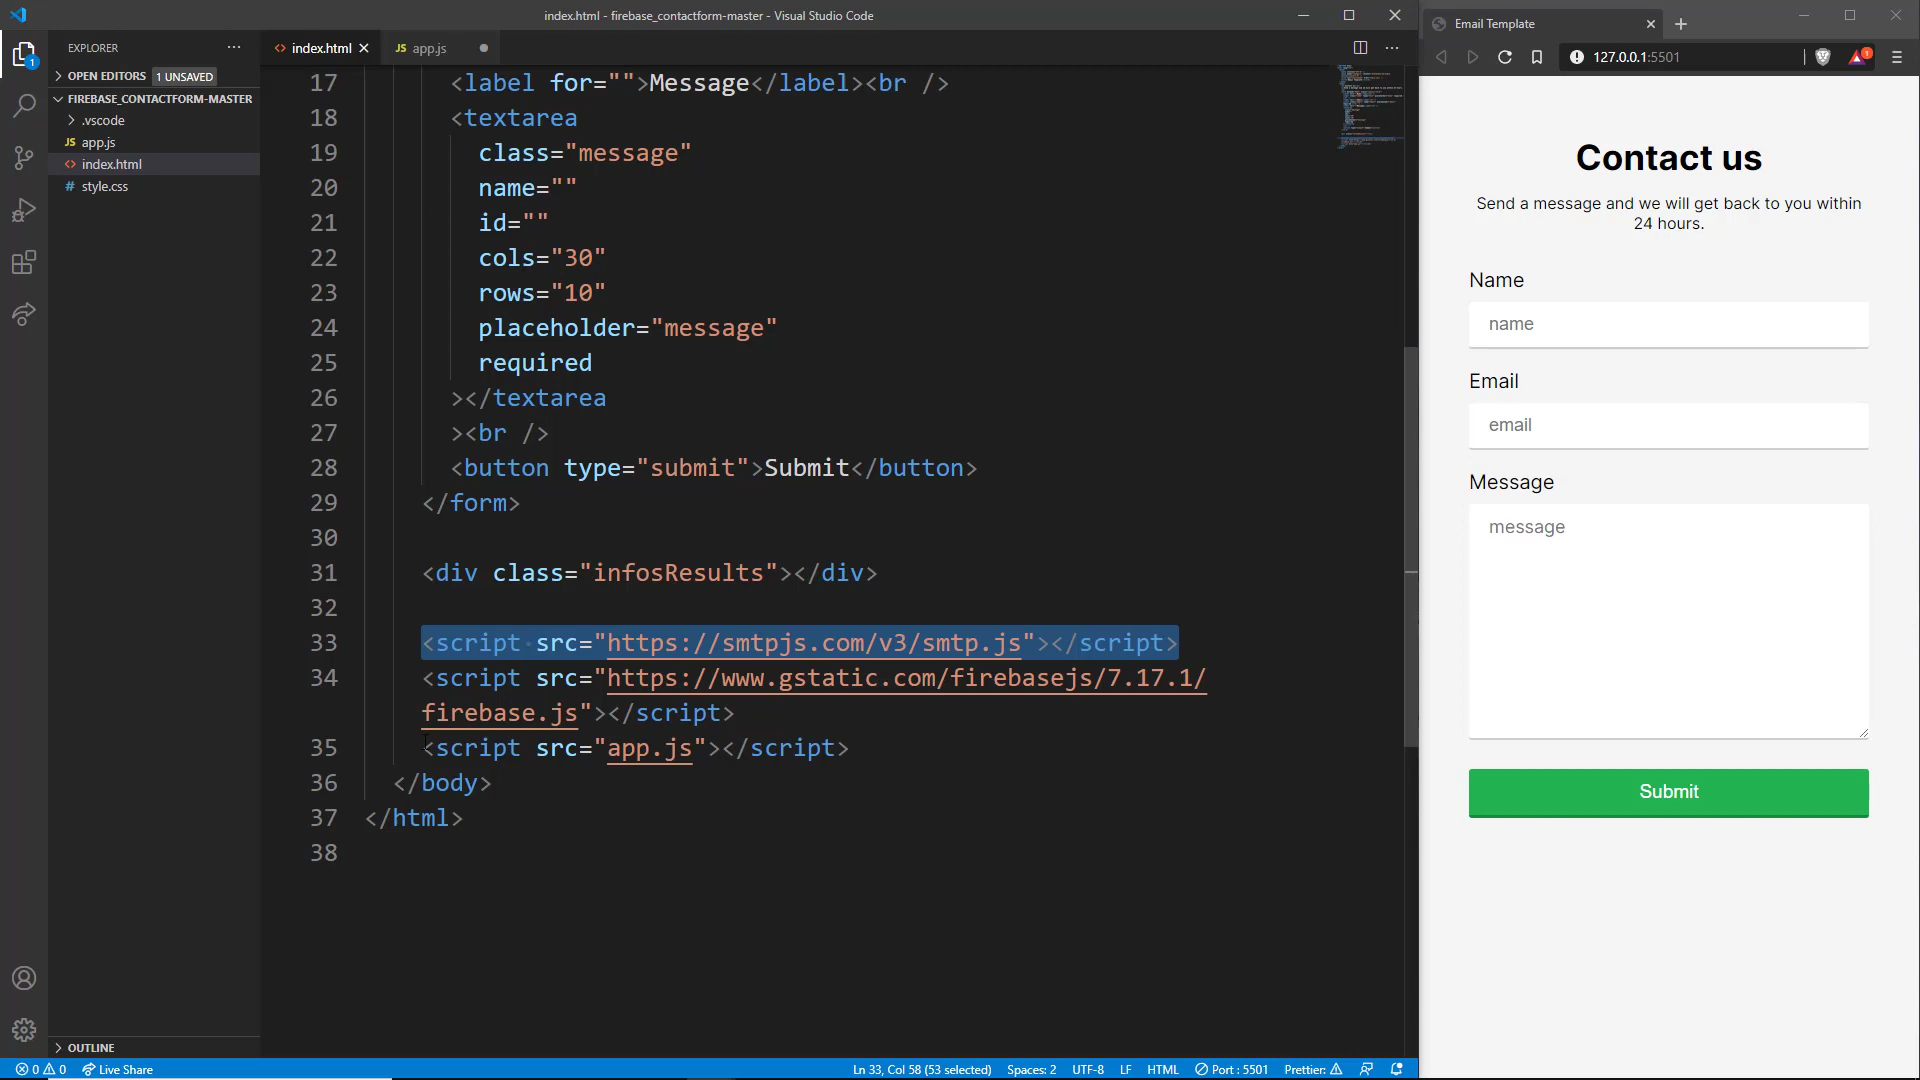 index.html - firebase_contactform-master - Visual Studio Code
EXPLORER
OPEN EDITORS 1 UNSAVED
FIREBASE_CONTACTFORM-MASTER
.vscode
JS app.js
<> index.html
# style.css
OUTLINE
1
<> index.html
JS app.js
17 <label for="">Message</label><br />
18 <textarea
19 class="message"
20 name=""
21 id=""
22 cols="30"
23 rows="10"
24 placeholder="message"
25 required
26 ></textarea
27 ><br />
28 <button type="submit">Submit</button>
29 </form>
30
31 <div class="infosResults"></div>
32
33 <script src="https://smtpjs.com/v3/smtp.js"></script>
34 <script src="https://www.gstatic.com/firebasejs/7.17.1/
firebase.js"></script>
35 <script src="app.js"></script>
36 </body>
37 </html>
38
0 0 Live Share
Ln 33, Col 58 (53 selected) Spaces: 2 UTF-8 LF HTML Port : 5501 Prettier:
Email Template
127.0.0.1:5501
1
Contact us
Send a message and we will get back to you within
24 hours.
Name
name
Email
email
Message
message
Submit